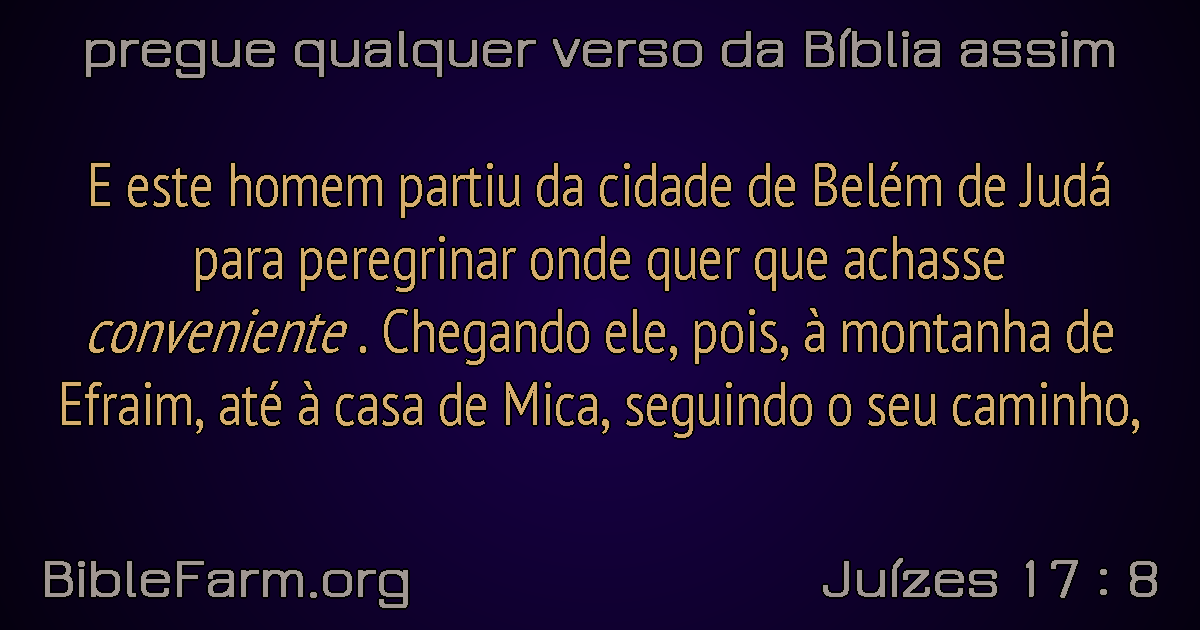 pregue qualquer verso da Bíblia assim
E este homem partiu da cidade de Belém de Judá
para peregrinar onde quer que achasse
conveniente . Chegando ele, pois, à montanha de
Efraim, até à casa de Mica, seguindo o seu caminho,
BibleFarm.org
Juízes 17 : 8